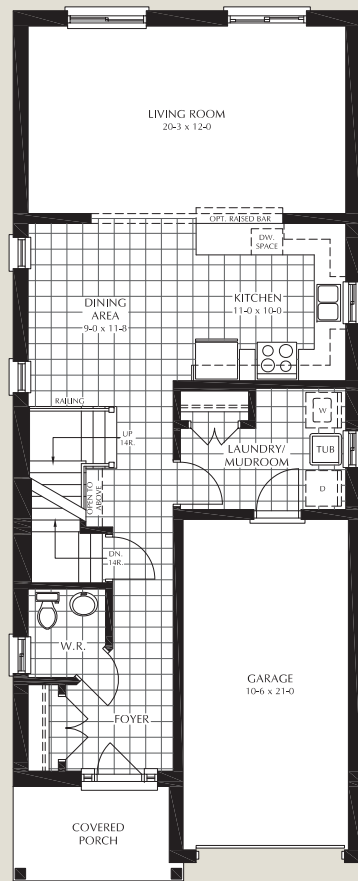 LIVING ROOM
20-3 x 12-0
OPT. RAISED BAR
DW.
SPACE
DINING
AREA
9-0 x 11-8
KITCHEN
11-0 x 10-0
RAILING
UP
14R.
W
LAUNDRY/
MUDROOM
TUB
OPEN TO
ABOVE
D
DN.
14R.
W.R.
GARAGE
10-6 x 21-0
FOYER
COVERED
PORCH